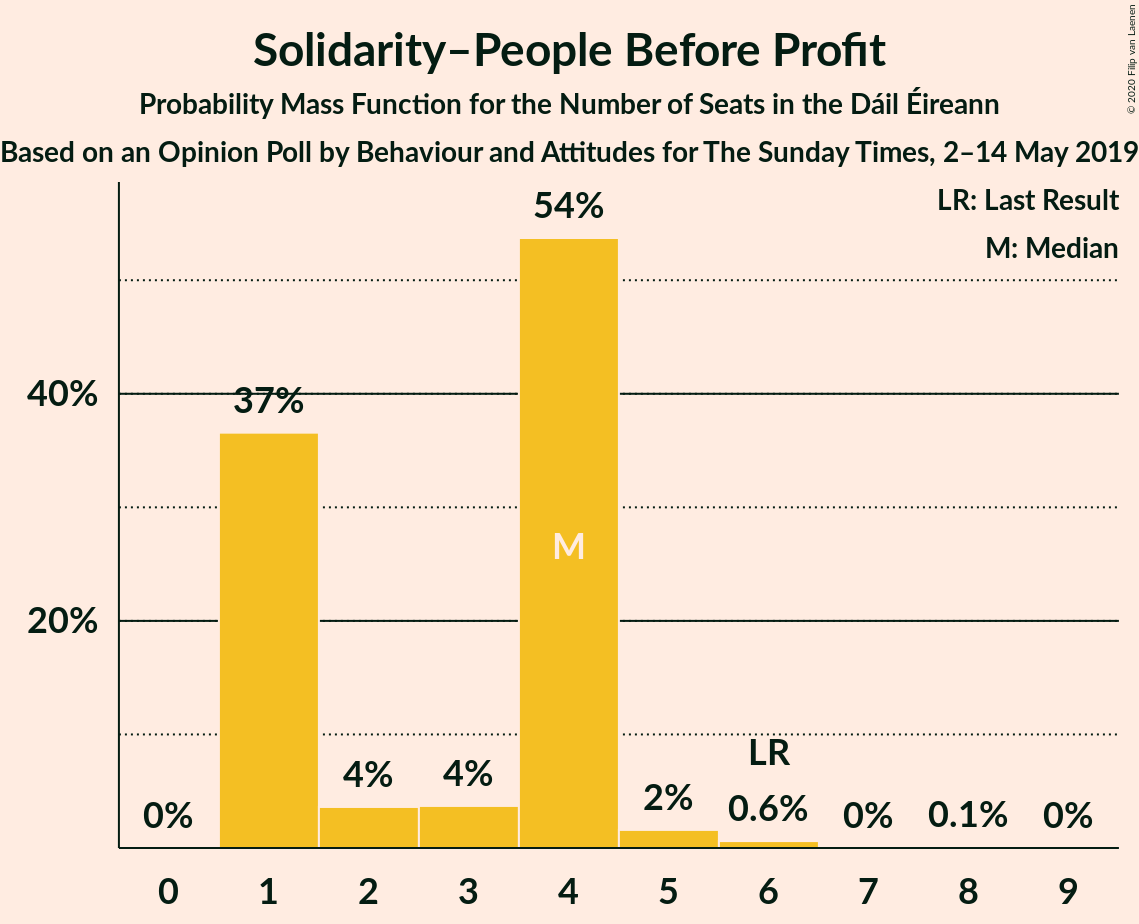 Solidarity–People Before Profit
Probability Mass Function for the Number of Seats in the Dáil Éireann
Based on an Opinion Poll by Behaviour and Attitudes for The Sunday Times, 2–14 May 2019
© 2020 Filip van Laenen
LR: Last Result
M: Median
54%
40%
37%
M
20%
LR
4%
4%
2%
0.6%
0%
0%
0.1%
0%
0 1 2 3 4 5 6 7 8 9